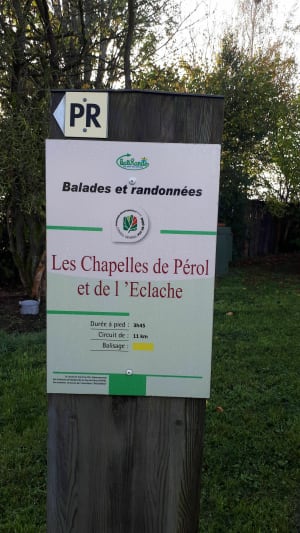 PR
Balades et randonnées
Les Chapelles de Pérol
et de l 'Eclache
Durée à pied : 3h45
Circuit de : 11 km
Balisage :